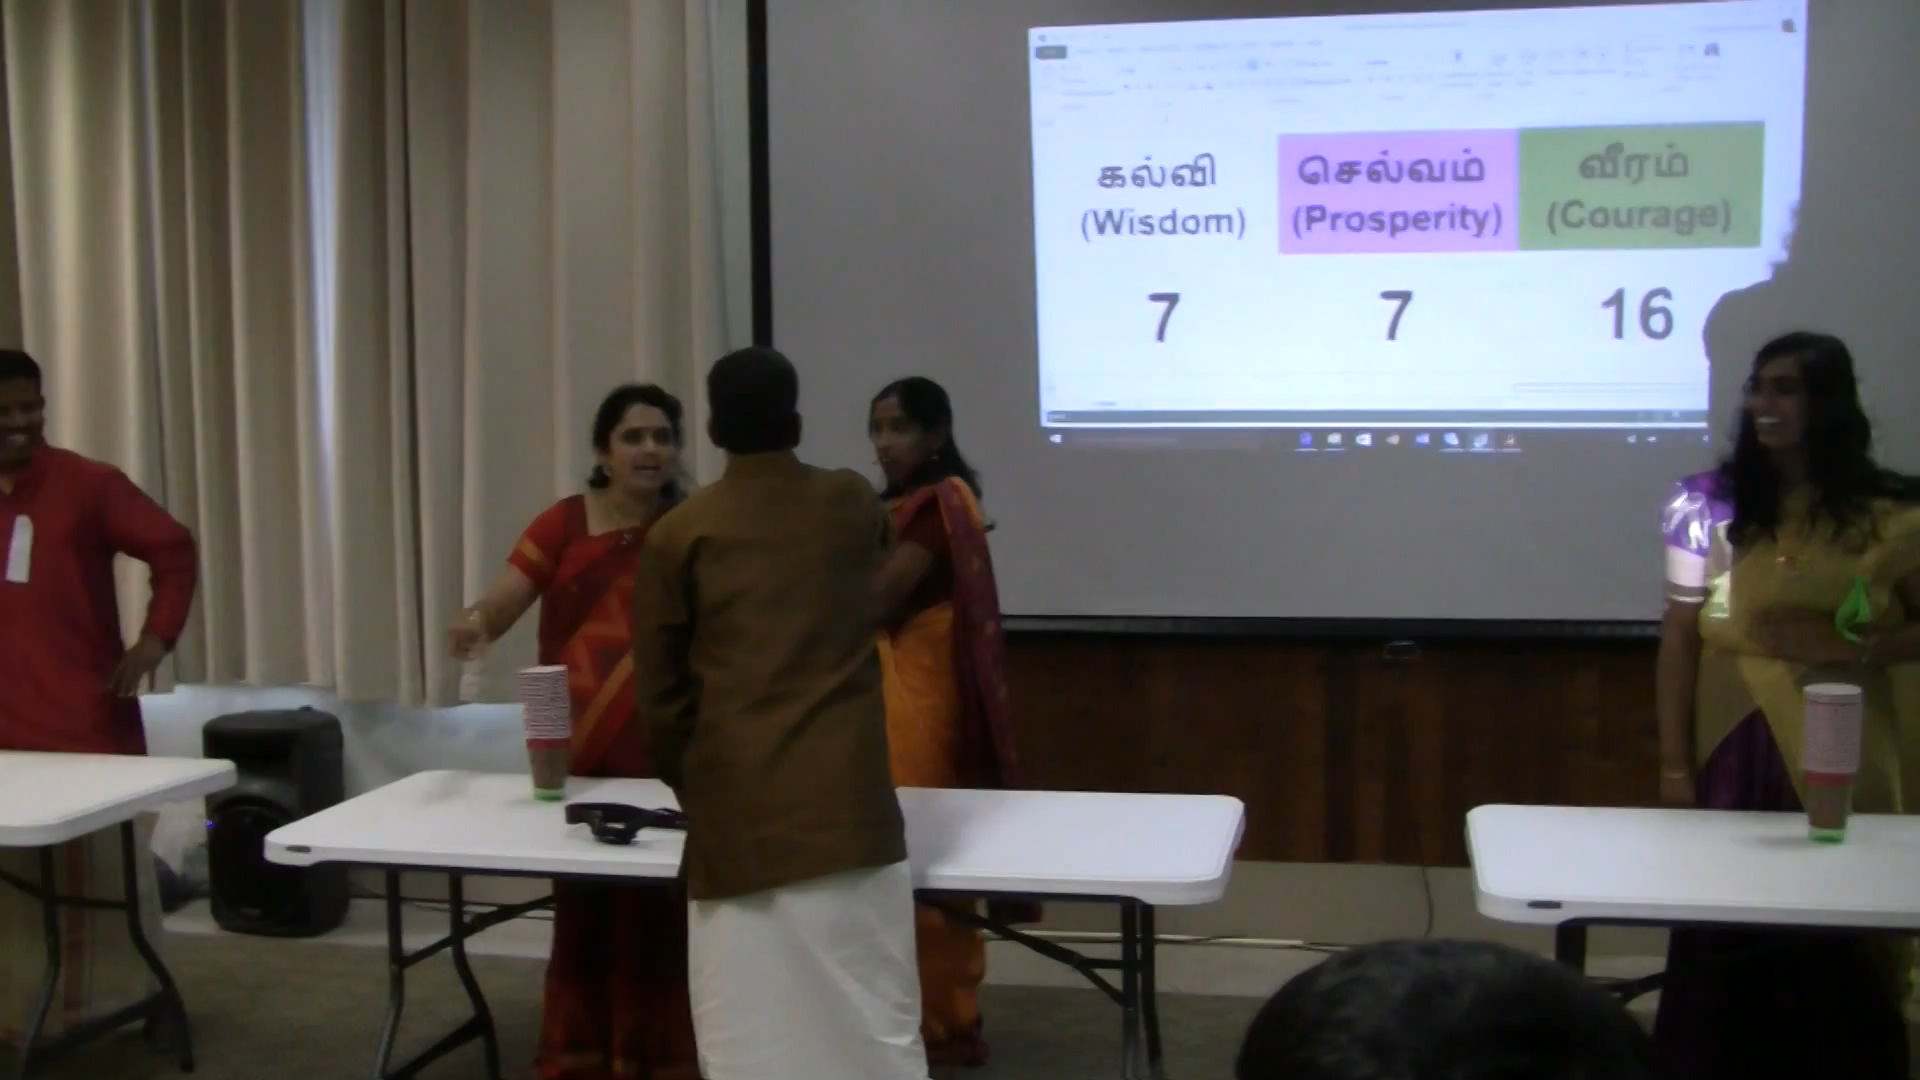 கல்வி செல்வம் வீரம்
(Wisdom) (Prosperity) (Courage)
7 7 16